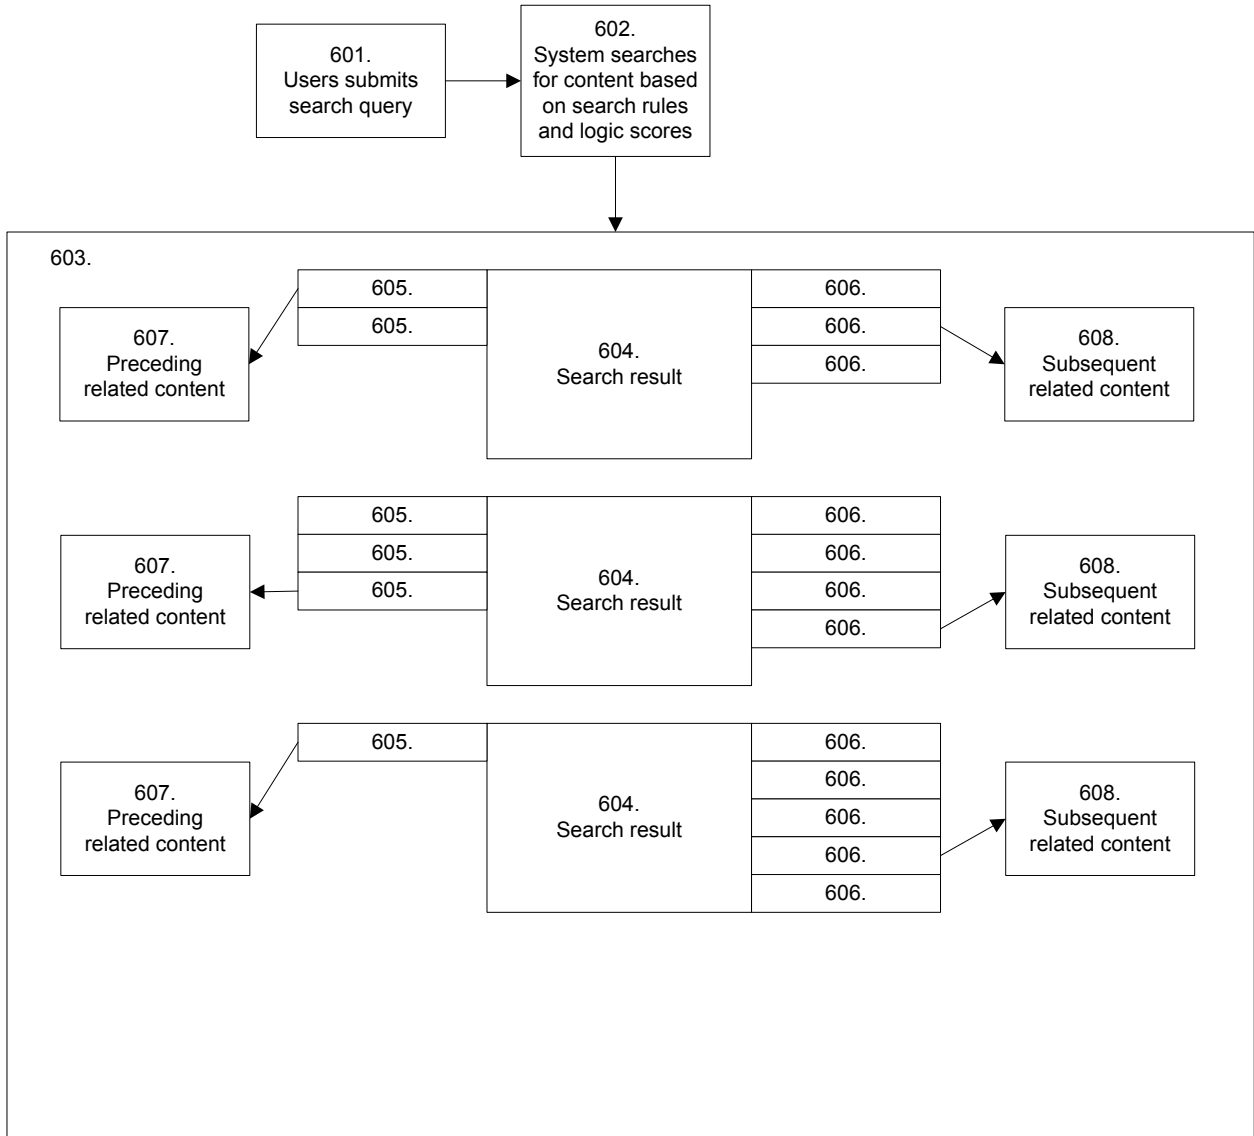 601.
Users submits
search query
602.
System searches
for content based
on search rules
and logic scores
603.
605.
605.
604.
Search result
606.
606.
606.
607.
Preceding
related content
608.
Subsequent
related content
605.
605.
605.
604.
Search result
606.
606.
606.
606.
607.
Preceding
related content
608.
Subsequent
related content
605.
604.
Search result
606.
606.
606.
606.
606.
607.
Preceding
related content
608.
Subsequent
related content